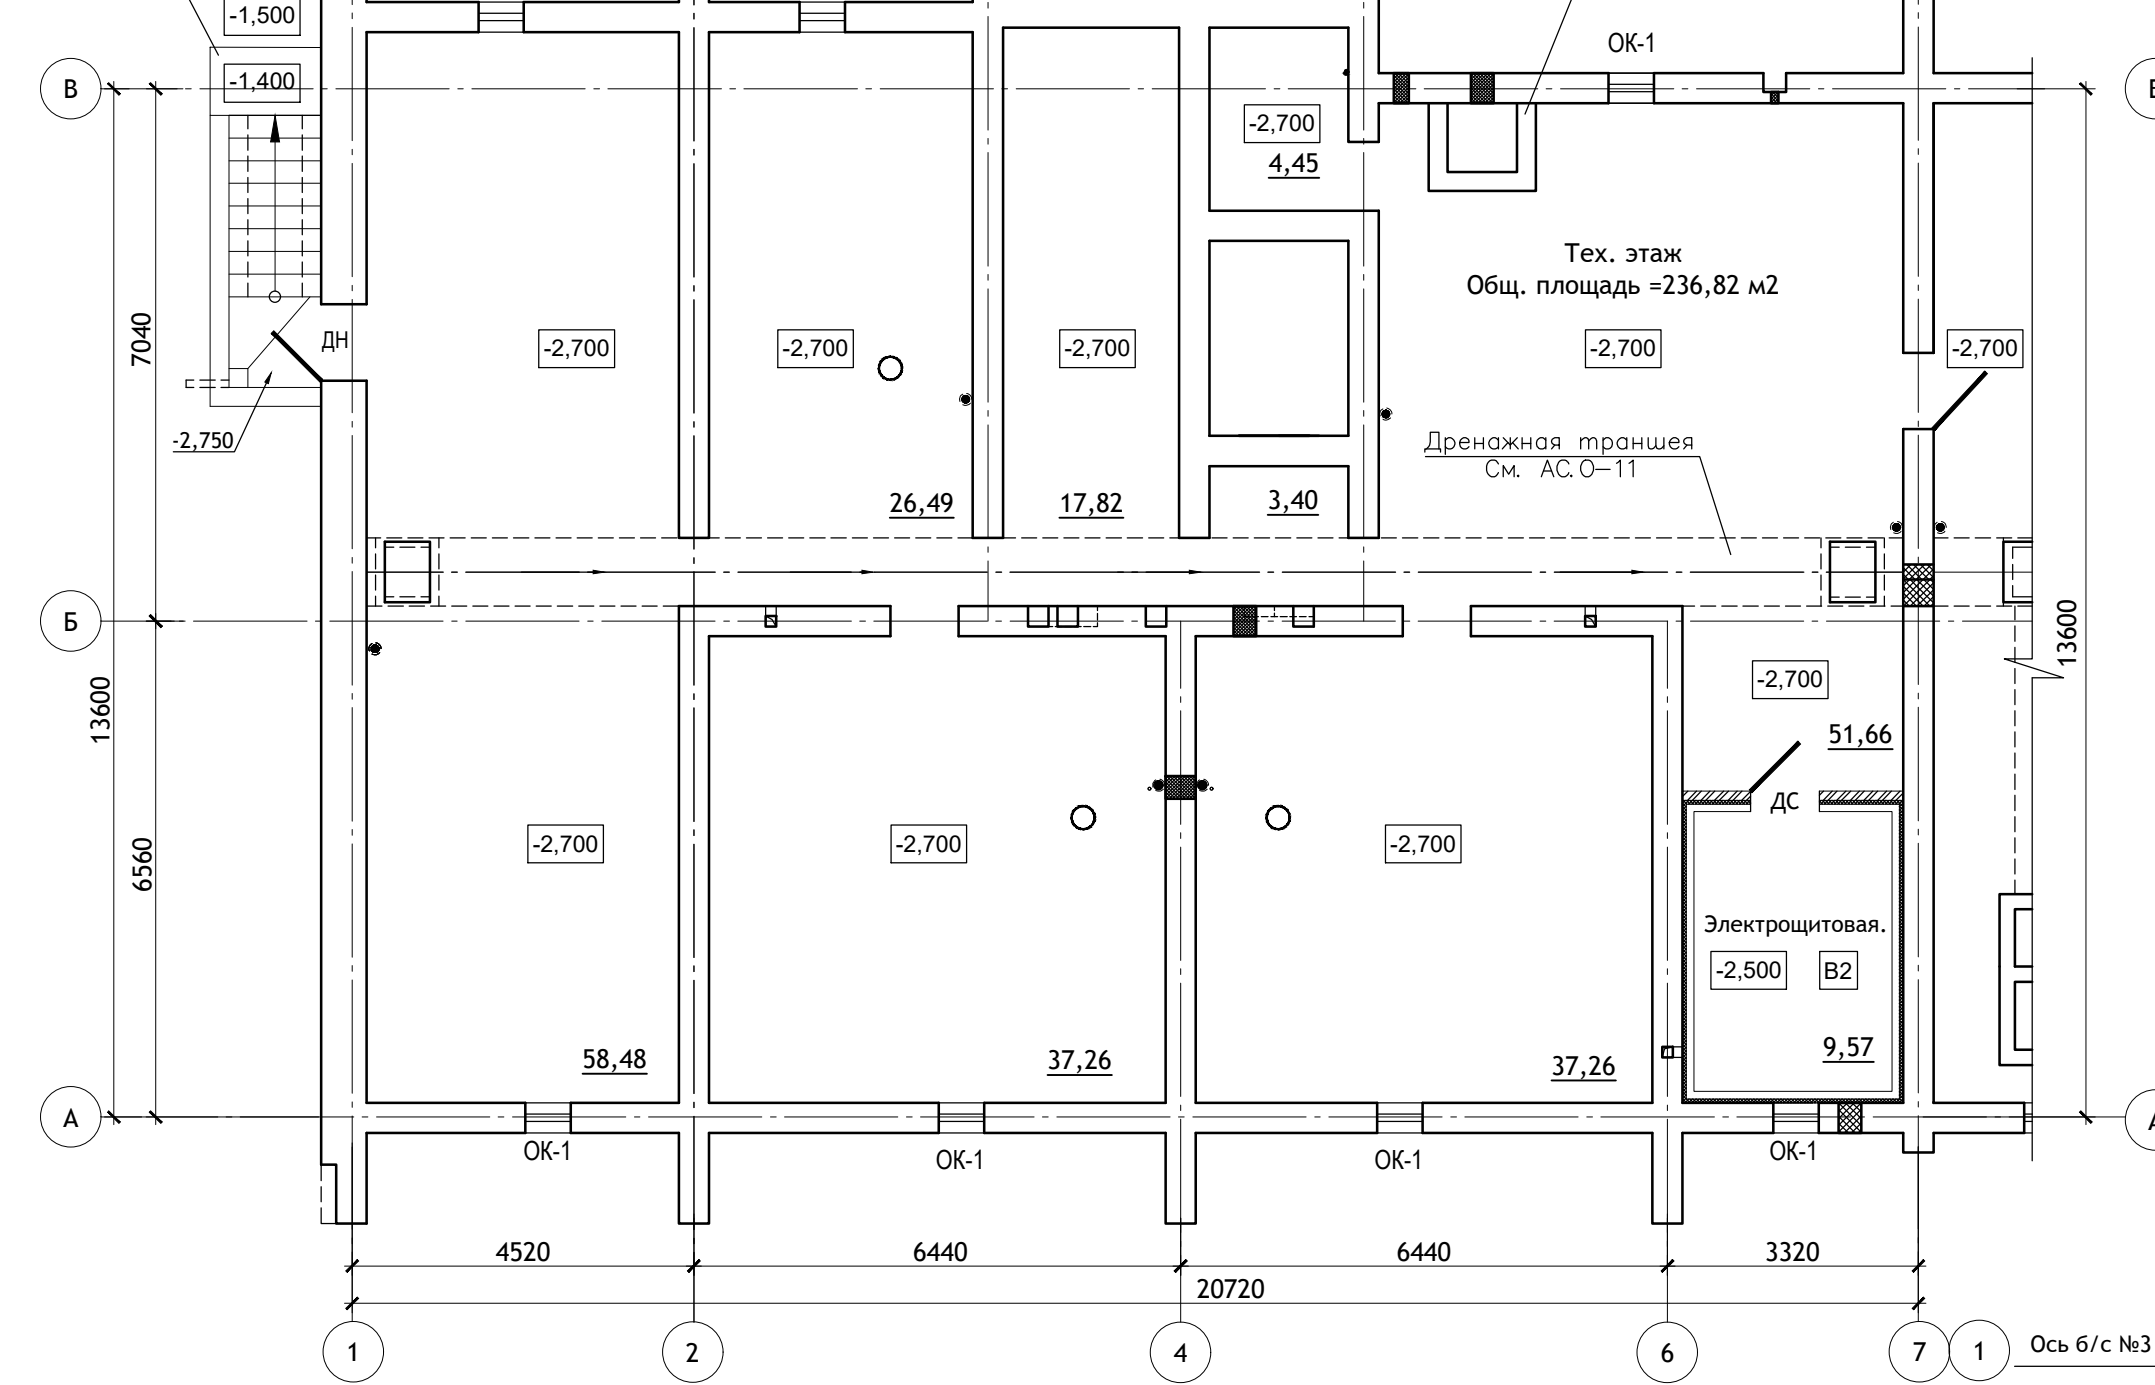 -1,500
ОК-1
-1,400
В
-2,700
4,45
Тех. этаж
Общ. площадь =236,82 м2
7040
ДН
-2,700
-2,700
-2,700
-2,700
-2,700
-2,750
Дренажная траншея
См. АС.О-11
26,49
17,82
3,40
Б
13600
13600
-2,700
51,66
ДС
6560
-2,700
-2,700
-2,700
Электрощитовая.
-2,500
В2
58,48
37,26
37,26
9,57
А
ОК-1
ОК-1
ОК-1
ОК-1
4520
6440
6440
3320
20720
1
2
4
6
7
1
Ось б/с №3